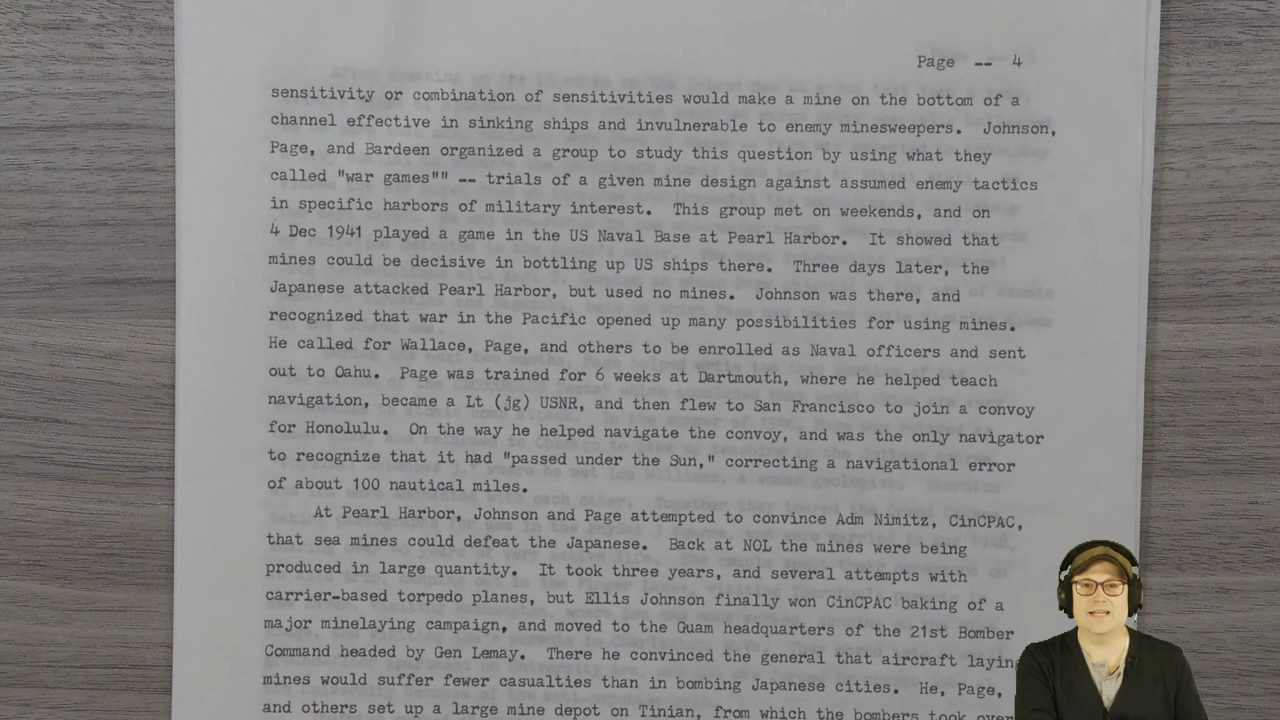 Page -- 4
sensitivity or combination of sensitivities would make a mine on the bottom of a
channel effective in sinking ships and invulnerable to enemy minesweepers. Johnson,
Page, and Bardeen organized a group to study this question by using what they
called "war games"" -- trials of a given mine design against assumed enemy tactics
in specific harbors of military interest. This group met on weekends, and on
4 Dec 1941 played a game in the US Naval Base at Pearl Harbor. It showed that
mines could be decisive in bottling up US ships there. Three days later, the
Japanese attacked Pearl Harbor, but used no mines. Johnson was there, and
recognized that war in the Pacific opened up many possibilities for using mines.
He called for Wallace, Page, and others to be enrolled as Naval officers and sent
out to Oahu. Page was trained for 6 weeks at Dartmouth, where he helped teach
navigation, became a Lt (jg) USNR, and then flew to San Francisco to join a convoy
for Honolulu. On the way he helped navigate the convoy, and was the only navigator
to recognize that it had "passed under the Sun," correcting a navigational error
of about 100 nautical miles.
At Pearl Harbor, Johnson and Page attempted to convince Adm Nimitz, CinCPAC,
that sea mines could defeat the Japanese. Back at NOL the mines were being
produced in large quantity. It took three years, and several attempts with
carrier-based torpedo planes, but Ellis Johnson finally won CinCPAC baking of a
major minelaying campaign, and moved to the Guam headquarters of the 21st Bomber
Command headed by Gen Lemay. There he convinced the general that aircraft laying
mines would suffer fewer casualties than in bombing Japanese cities. He, Page,
and others set up a large mine depot on Tinian, from which the bombers took over